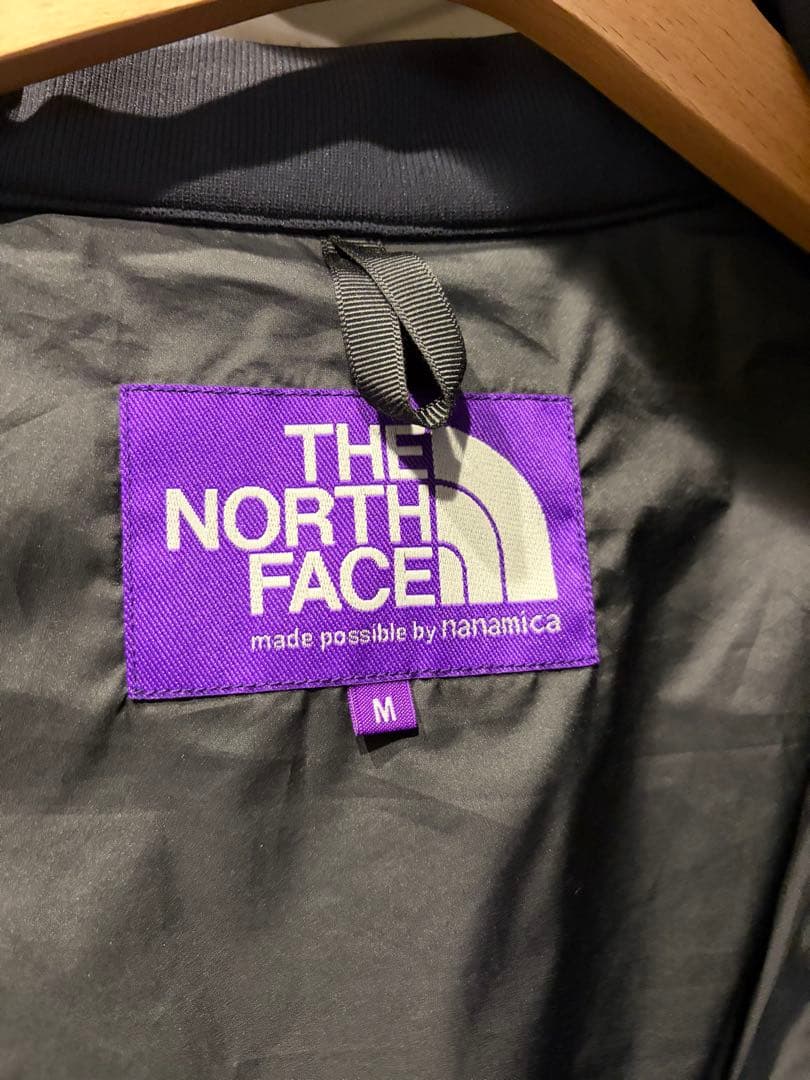 THE
NORTH
FACE
made possible by nanamica
M